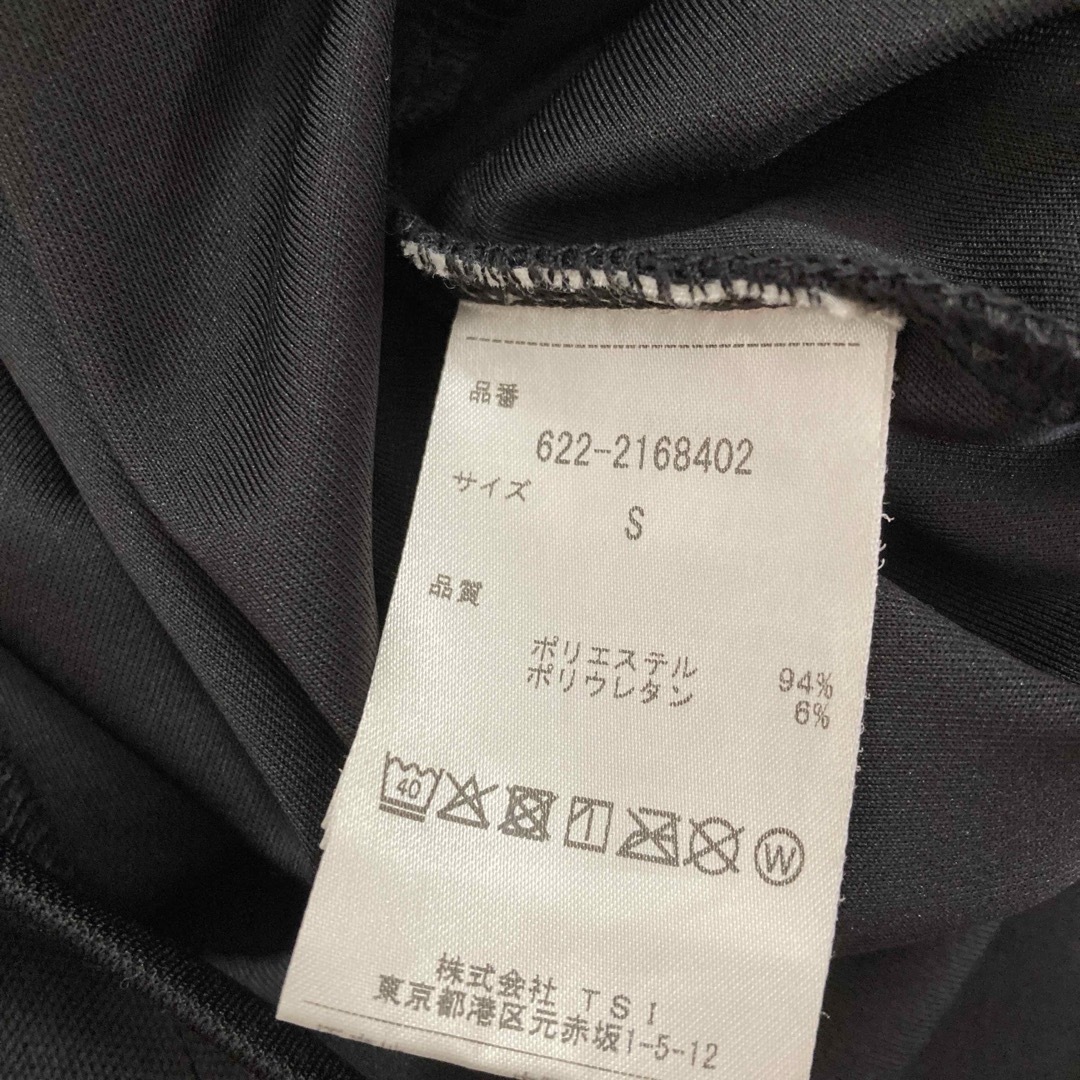 品番
622-2168402
サイズ
S
品質
ポリエステル 94%
ポリウレタン 6%
40
W
株式会社 TSI
東京都港区元赤坂1-5-12